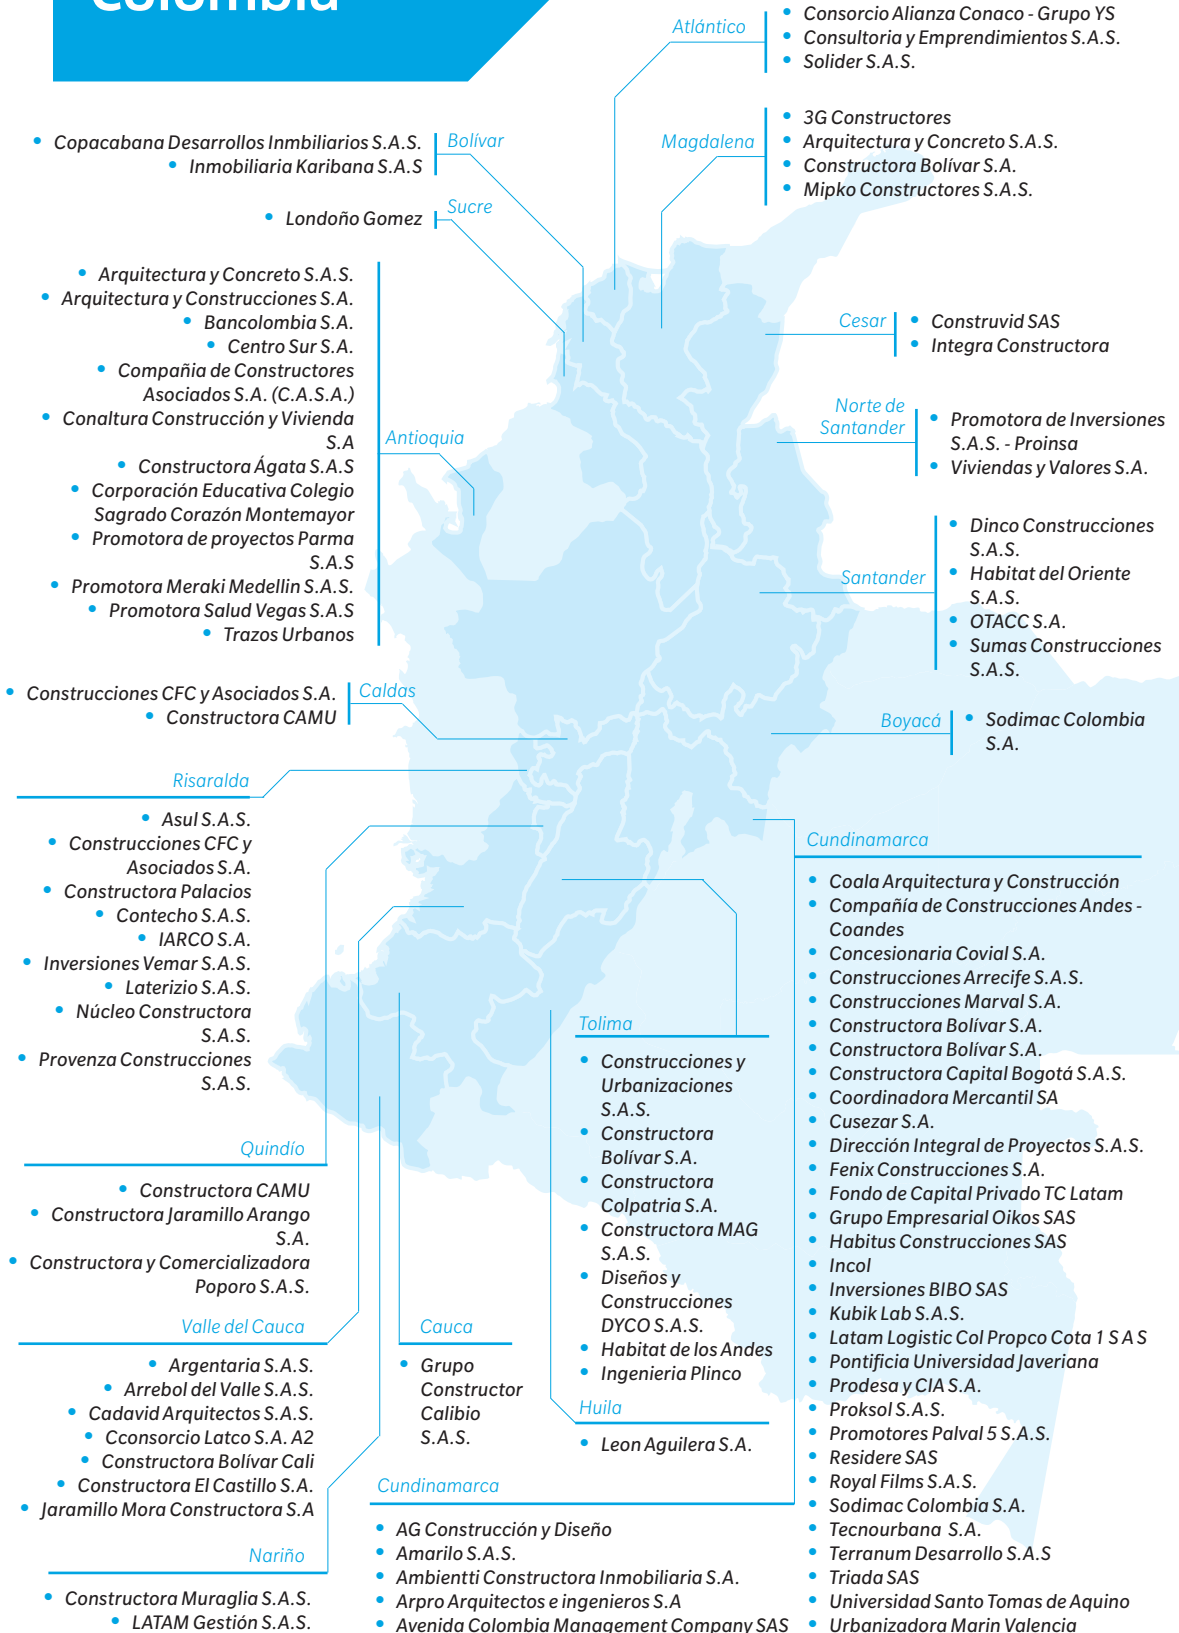 Colombia
Atlántico
Consorcio Alianza Conaco - Grupo YS
Consultoria y Emprendimientos S.A.S.
Solider S.A.S.
Magdalena
3G Constructores
Arquitectura y Concreto S.A.S.
Constructora Bolívar S.A.
Mipko Constructores S.A.S.
Bolívar
Copacabana Desarrollos Inmbiliarios S.A.S.
Inmobiliaria Karibana S.A.S
Sucre
Londoño Gomez
Antioquia
Arquitectura y Concreto S.A.S.
Arquitectura y Construcciones S.A.
Bancolombia S.A.
Centro Sur S.A.
Compañia de Constructores
Asociados S.A. (C.A.S.A.)
Conaltura Construcción y Vivienda
S.A
Constructora Ágata S.A.S
Corporación Educativa Colegio
Sagrado Corazón Montemayor
Promotora de proyectos Parma
S.A.S
Promotora Meraki Medellin S.A.S.
Promotora Salud Vegas S.A.S
Trazos Urbanos
Cesar
Construvid SAS
Integra Constructora
Norte de
Santander
Promotora de Inversiones
S.A.S. - Proinsa
Viviendas y Valores S.A.
Santander
Dinco Construcciones
S.A.S.
Habitat del Oriente
S.A.S.
OTACC S.A.
Sumas Construcciones
S.A.S.
Caldas
Construcciones CFC y Asociados S.A.
Constructora CAMU
Boyacá
Sodimac Colombia
S.A.
Risaralda
Asul S.A.S.
Construcciones CFC y
Asociados S.A.
Constructora Palacios
Contecho S.A.S.
IARCO S.A.
Inversiones Vemar S.A.S.
Laterizio S.A.S.
Núcleo Constructora
S.A.S.
Provenza Construcciones
S.A.S.
Quindío
Constructora CAMU
Constructora Jaramillo Arango
S.A.
Constructora y Comercializadora
Poporo S.A.S.
Valle del Cauca
Argentaria S.A.S.
Arrebol del Valle S.A.S.
Cadavid Arquitectos S.A.S.
Cconsorcio Latco S.A. A2
Constructora Bolívar Cali
Constructora El Castillo S.A.
Jaramillo Mora Constructora S.A
Nariño
Constructora Muraglia S.A.S.
LATAM Gestión S.A.S.
Cauca
Grupo
Constructor
Calibio
S.A.S.
Tolima
Construcciones y
Urbanizaciones
S.A.S.
Constructora
Bolívar S.A.
Constructora
Colpatria S.A.
Constructora MAG
S.A.S.
Diseños y
Construcciones
DYCO S.A.S.
Habitat de los Andes
Ingenieria Plinco
Huila
Leon Aguilera S.A.
Cundinamarca
AG Construcción y Diseño
Amarilo S.A.S.
Ambientti Constructora Inmobiliaria S.A.
Arpro Arquitectos e ingenieros S.A
Avenida Colombia Management Company SAS
Cundinamarca
Coala Arquitectura y Construcción
Compañía de Construcciones Andes -
Coandes
Concesionaria Covial S.A.
Construcciones Arrecife S.A.S.
Construcciones Marval S.A.
Constructora Bolívar S.A.
Constructora Bolívar S.A.
Constructora Capital Bogotá S.A.S.
Coordinadora Mercantil SA
Cusezar S.A.
Dirección Integral de Proyectos S.A.S.
Fenix Construcciones S.A.
Fondo de Capital Privado TC Latam
Grupo Empresarial Oikos SAS
Habitus Construcciones SAS
Incol
Inversiones BIBO SAS
Kubik Lab S.A.S.
Latam Logistic Col Propco Cota 1 S A S
Pontificia Universidad Javeriana
Prodesa y CIA S.A.
Proksol S.A.S.
Promotores Palval 5 S.A.S.
Residere SAS
Royal Films S.A.S.
Sodimac Colombia S.A.
Tecnourbana S.A.
Terranum Desarrollo S.A.S
Triada SAS
Universidad Santo Tomas de Aquino
Urbanizadora Marin Valencia